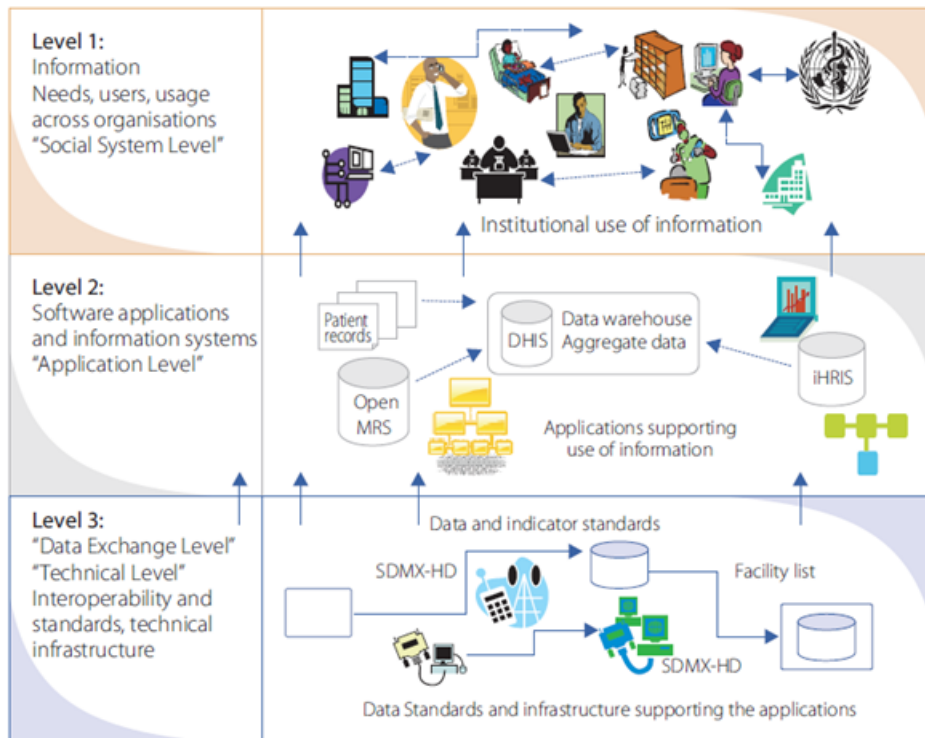 Level 1:
Information
Needs, users, usage
across organisations
“Social System Level”
Institutional use of information
Level 2:
Software applications
and information systems
“Application Level”
Patient
records
Open
MRS
DHIS
Data warehouse
Aggregate data
iHRIS
Applications supporting
use of information
Level 3:
“Data Exchange Level”
“Technical Level”
Interoperability and
standards, technical
infrastructure
Data and indicator standards
SDMX-HD
Facility list
SDMX-HD
Data Standards and infrastructure supporting the applications